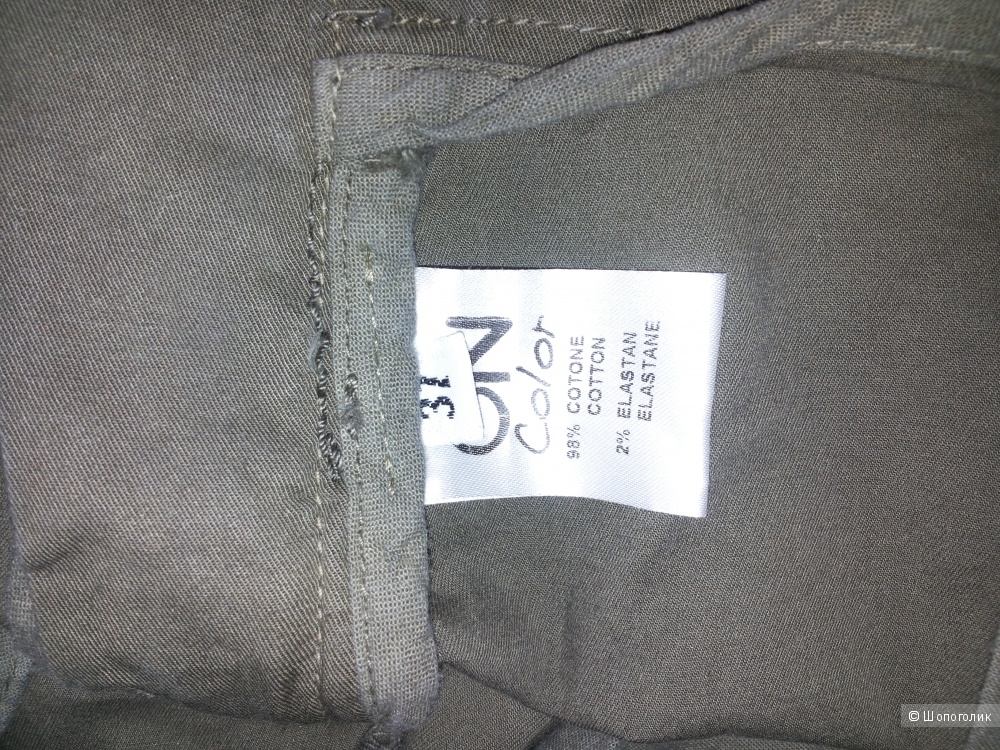 31
ON
Color
98% COTONE
COTTON
2% ELASTAN
ELASTANE
© Шопоголик